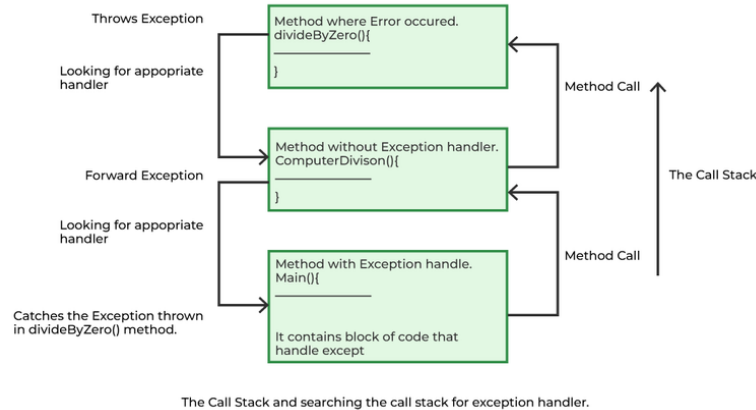 Throws Exception
Method where Error occured.
divideByZero(){
}
Looking for appopriate
handler
Method Call
Method without Exception handler.
ComputerDivison(){
}
Forward Exception
The Call Stack
Looking for appopriate
handler
Method Call
Method with Exception handle.
Main(){
It contains block of code that
handle except
Catches the Exception thrown
in divideByZero() method.
The Call Stack and searching the call stack for exception handler.